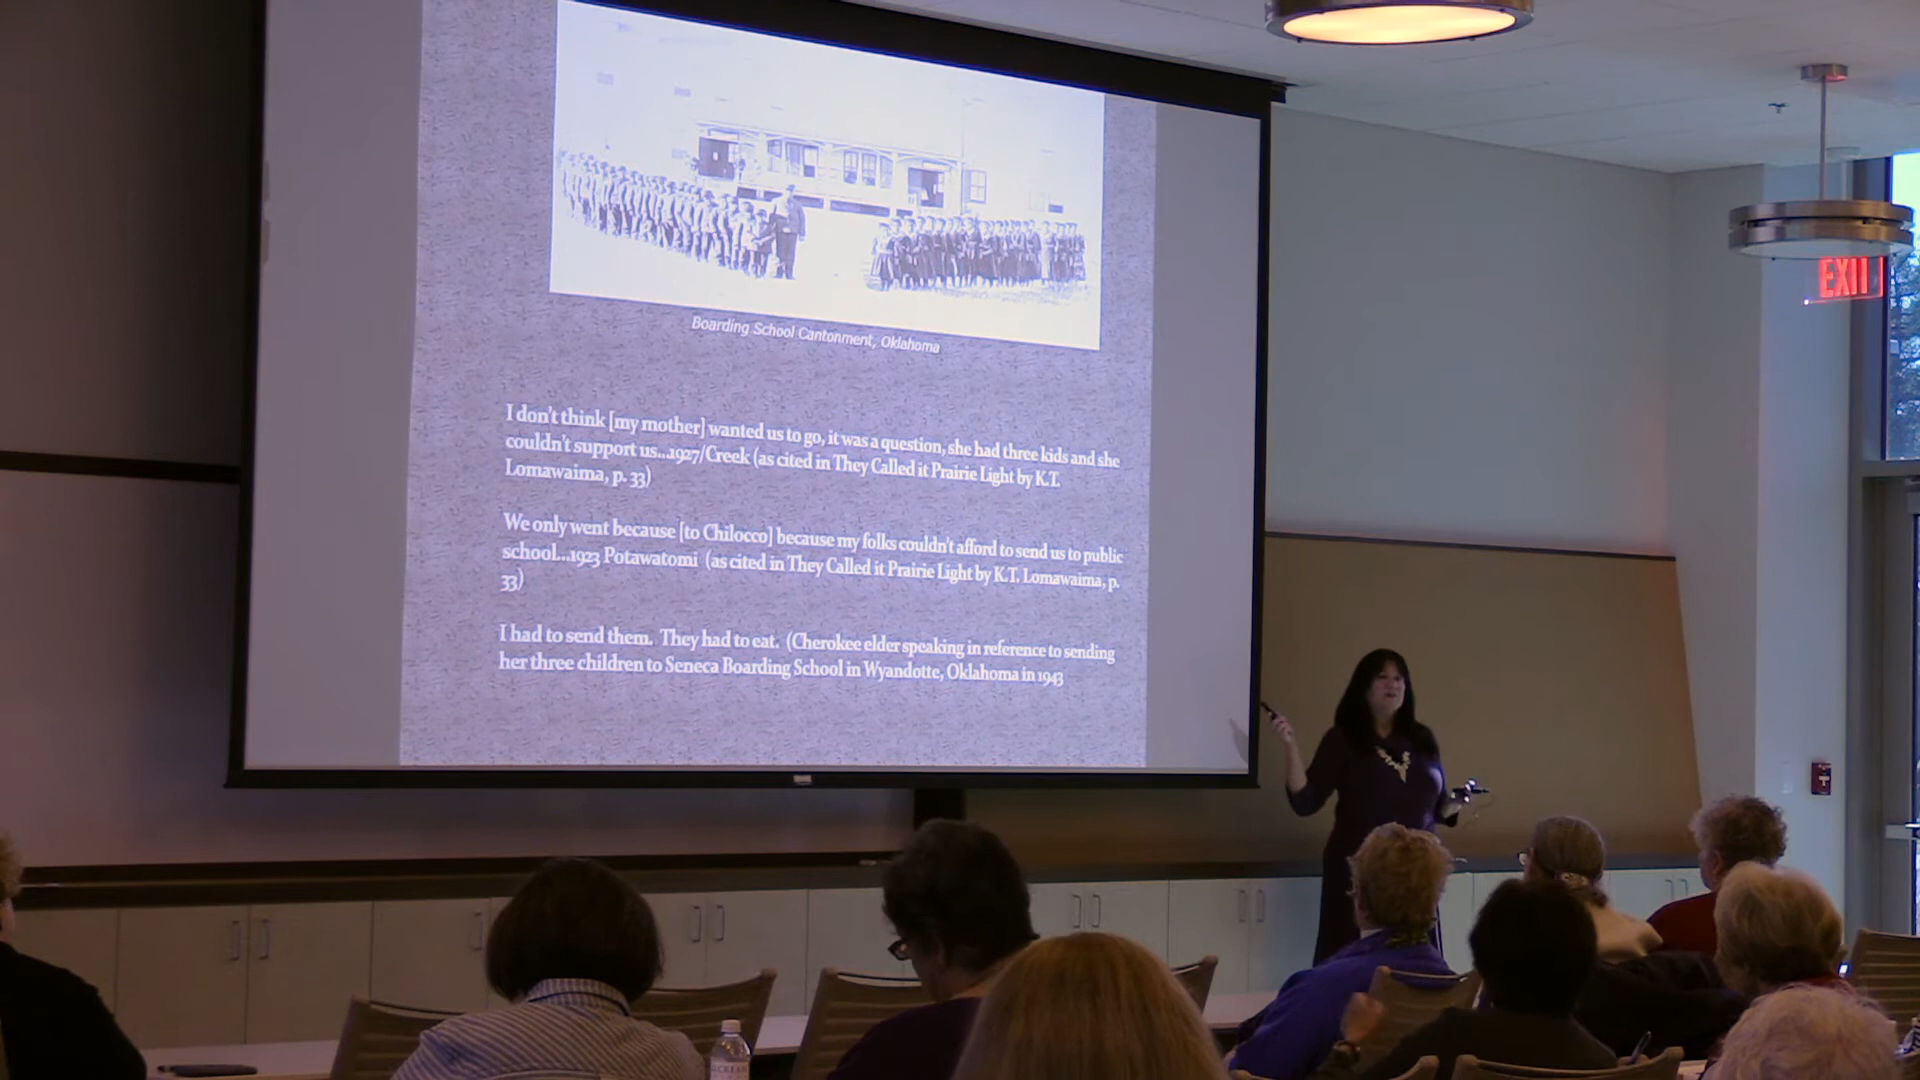 EXIT
Boarding School Cantonment, Oklahoma
I don't think [my mother] wanted us to go, it was a question, she had three kids and she
couldn't support us...1927/Creek (as cited in They Called it Prairie Light by K.T.
Lomawaima, p. 33)
We only went because [to Chilocco] because my folks couldn't afford to send us to public
school...1923 Potawatomi (as cited in They Called it Prairie Light by K.T. Lomawaima, p.
33)
I had to send them. They had to eat. (Cherokee elder speaking in reference to sending
her three children to Seneca Boarding School in Wyandotte, Oklahoma in 1943